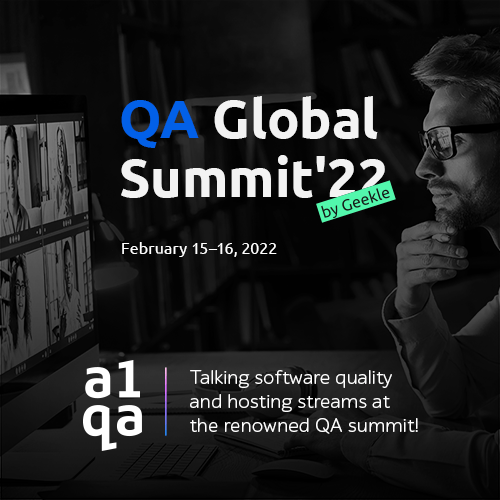 QA Global
Summit'22
by Geekle
February 15–16, 2022
a1
qa
Talking software quality
and hosting streams at
the renowned QA summit!